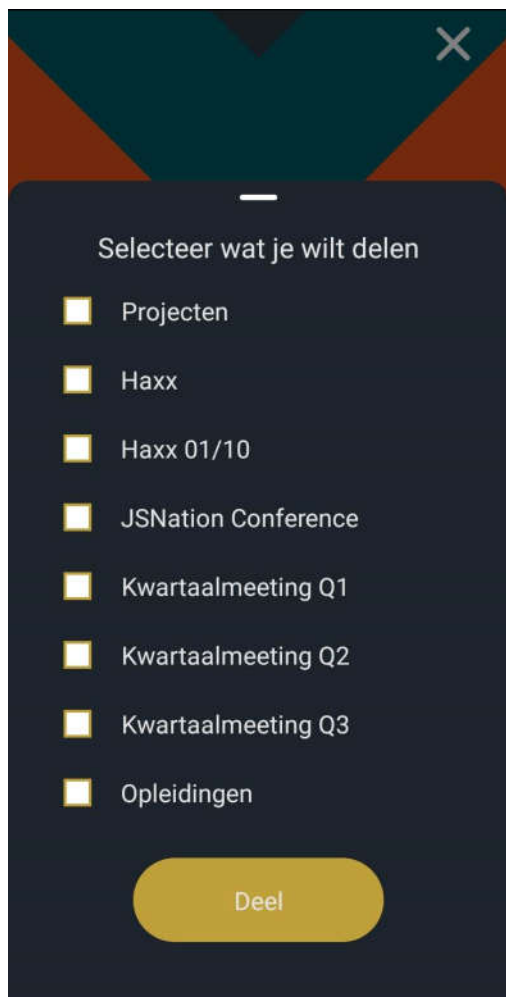 Selecteer wat je wilt delen
Projecten
Haxx
Haxx 01/10
JSNation Conference
Kwartaalmeeting Q1
Kwartaalmeeting Q2
Kwartaalmeeting Q3
Opleidingen
Deel